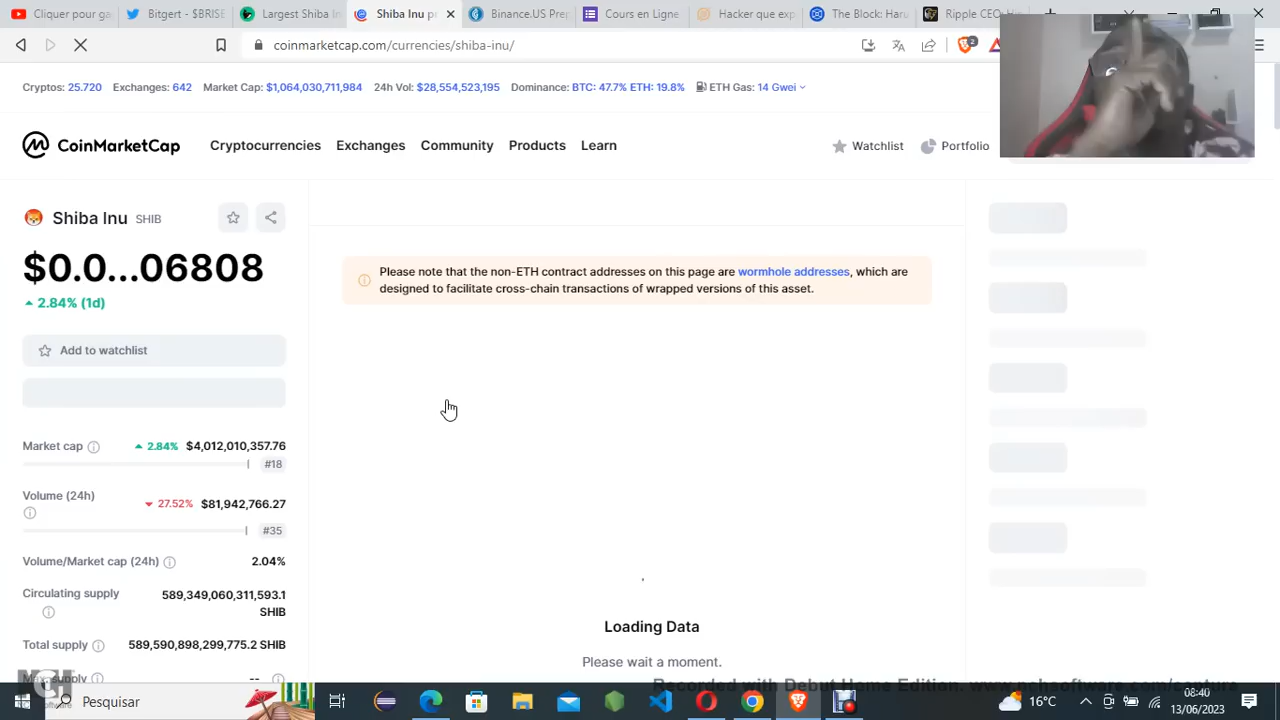 Cliquer pour ga
Bitgert - $BRISE
Largest Shiba In
Shiba Inu p
Binance.US Prep
Cours en Ligne
Hacker que exp
The Block: Haru
Ripple CEO
coinmarketcap.com/currencies/shiba-inu/
2
Cryptos: 25.720 Exchanges: 642 Market Cap: $1,064,030,711,984 24h Vol: $28,554,523,195 Dominance: BTC: 47.7% ETH: 19.8% ETH Gas: 14 Gwei
CoinMarketCap
Cryptocurrencies Exchanges Community Products Learn
Watchlist Portfolio
Shiba Inu SHIB
$0.0...06808
2.84% (1d)
Add to watchlist
Please note that the non-ETH contract addresses on this page are wormhole addresses, which are
designed to facilitate cross-chain transactions of wrapped versions of this asset.
Market cap 2.84% $4,012,010,357.76
#18
Volume (24h) 27.52% $81,942,766.27
#35
Volume/Market cap (24h) 2.04%
Circulating supply 589,349,060,311,593.1
SHIB
Total supply 589,590,898,299,775.2 SHIB
Max. supply --
Loading Data
Please wait a moment.
NCH
Software
Recorded with Debut Home Edition. www.nchsoftware.com/capture
Pesquisar
16°C
08:40
13/06/2023